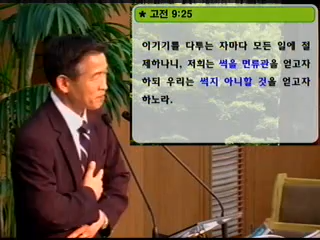 ★ 고전 9:25
이기기를 다투는 자마다 모든 일에 절
제하나니, 저희는 썩을 면류관을 얻고자
하되 우리는 썩지 아니할 것을 얻고자
하노라.